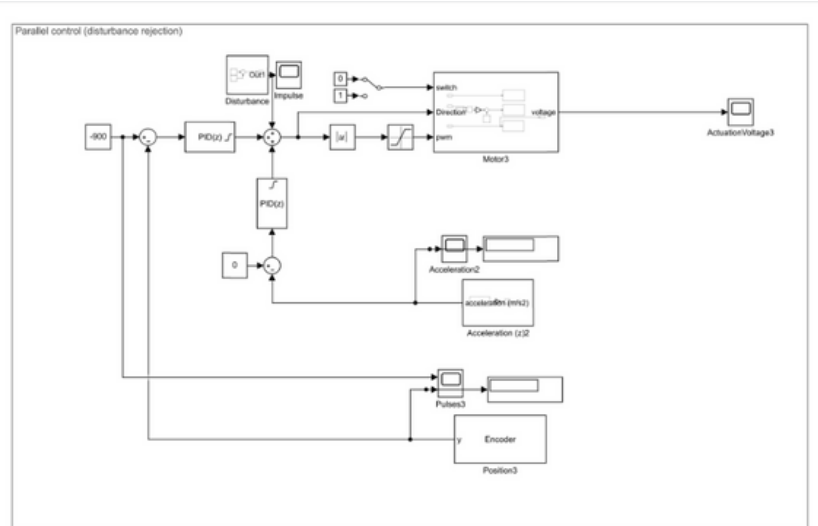 Parallel control (disturbance rejection)
Out1
Disturbance
Impulse
0
1
switch
Direction
voltage
pwm
Motor3
ActuationVoltage3
-900
PID(z)
|u|
PID(z)
0
Acceleration2
Acceleration (z)2
Pulses3
y
Encoder
Position3